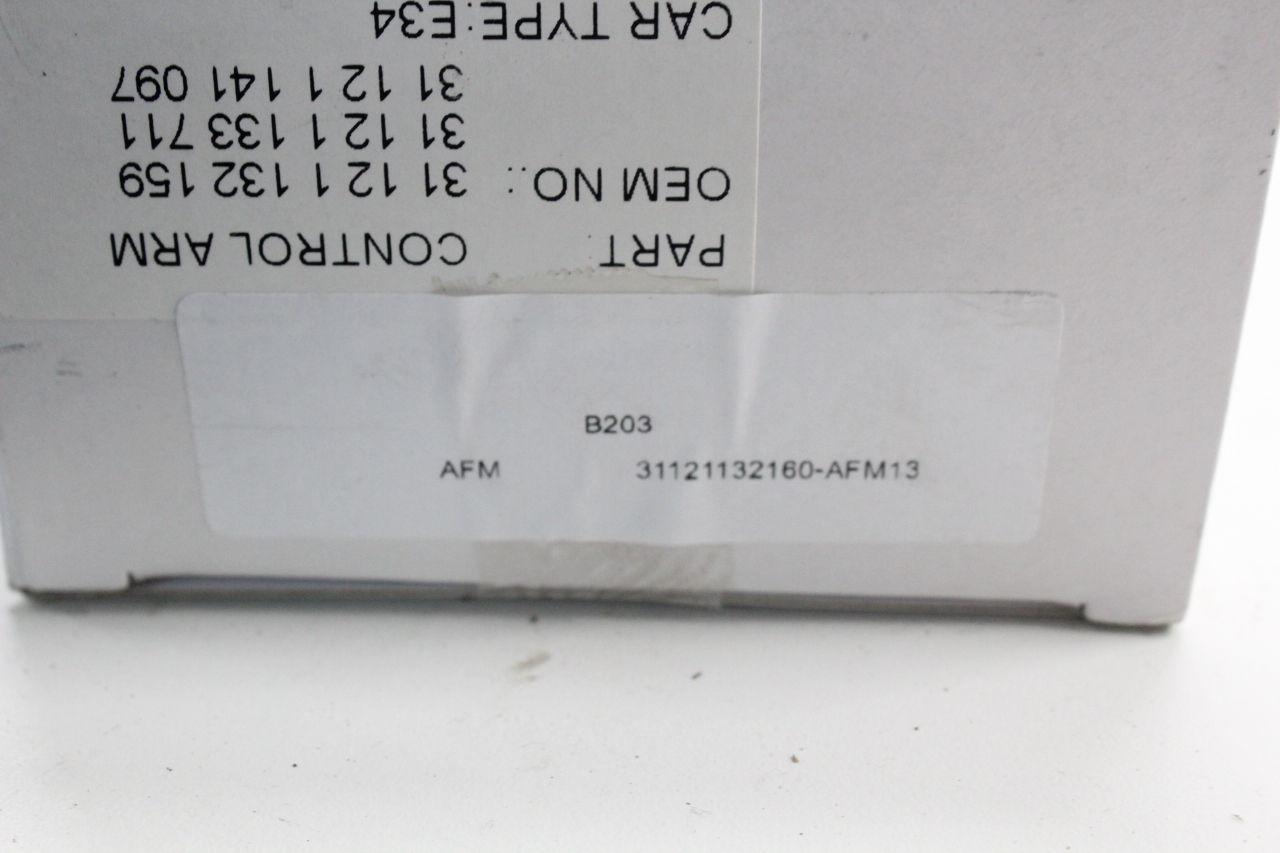 PART CONTROL ARM
OEM NO.: 31 12 1 132 159
31 12 1 133 711
31 12 1 141 097
CAR TYPE:E34
B203
AFM 31121132160-AFM13